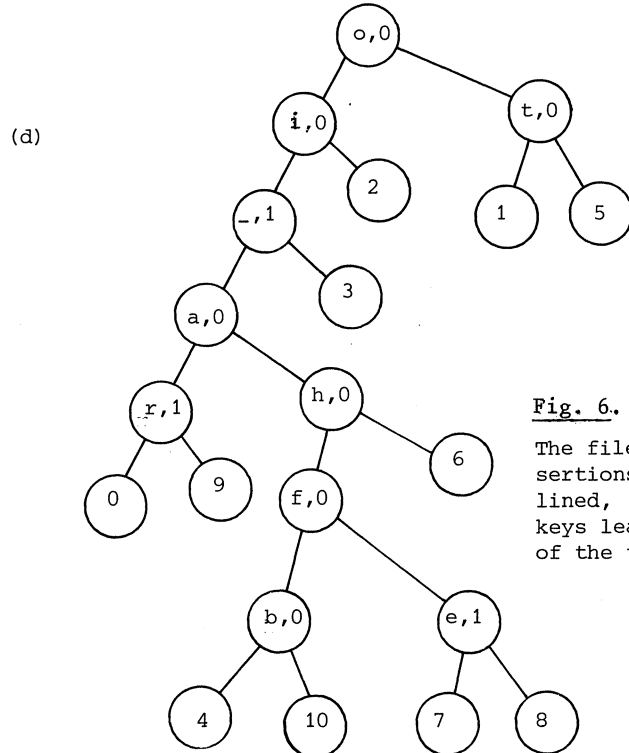 o,0
(d)
i,0
t,0
2
1
5
_,1
3
a,0
h,0
Fig. 6.
r,1
The file
sertions
6
lined,
0
9
f,0
keys lea
of the t
b,0
e,1
4
10
7
8